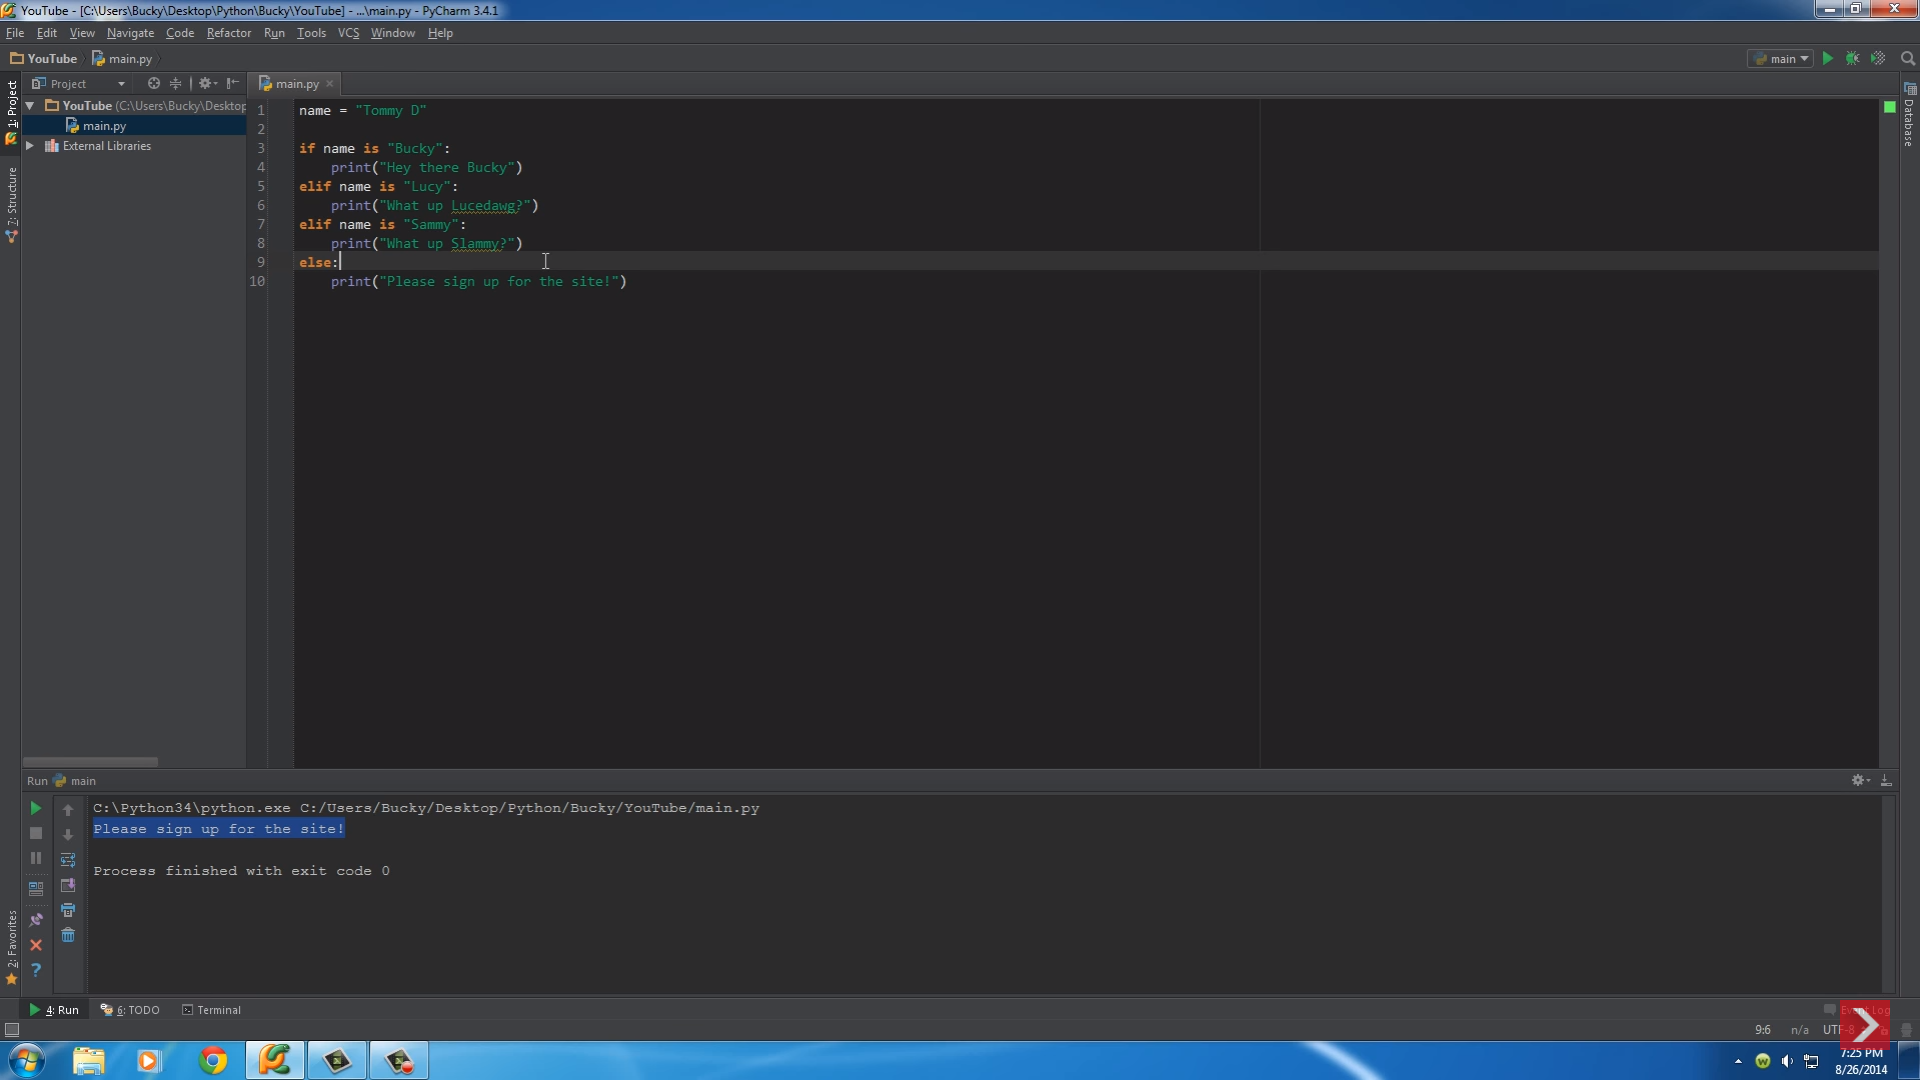 YouTube - [C:\Users\Bucky\Desktop\Python\Bucky\YouTube] - ...\main.py - PyCharm 3.4.1
File Edit View Navigate Code Refactor Run Tools VCS Window Help
YouTube main.py
main
Project
main.py
1: Project
YouTube (C:\Users\Bucky\Desktop
main.py
External Libraries
7: Structure
Database
1 name = "Tommy D"
2
3 if name is "Bucky":
4 print("Hey there Bucky")
5 elif name is "Lucy":
6 print("What up Lucedawg?")
7 elif name is "Sammy":
8 print("What up Slammy?")
9 else:
10 print("Please sign up for the site!")
Run main
C:\Python34\python.exe C:/Users/Bucky/Desktop/Python/Bucky/YouTube/main.py
Please sign up for the site!
Process finished with exit code 0
2: Favorites
4: Run 6: TODO Terminal
Event Log
9:6 n/a UTF-8
7:25 PM
8/26/2014